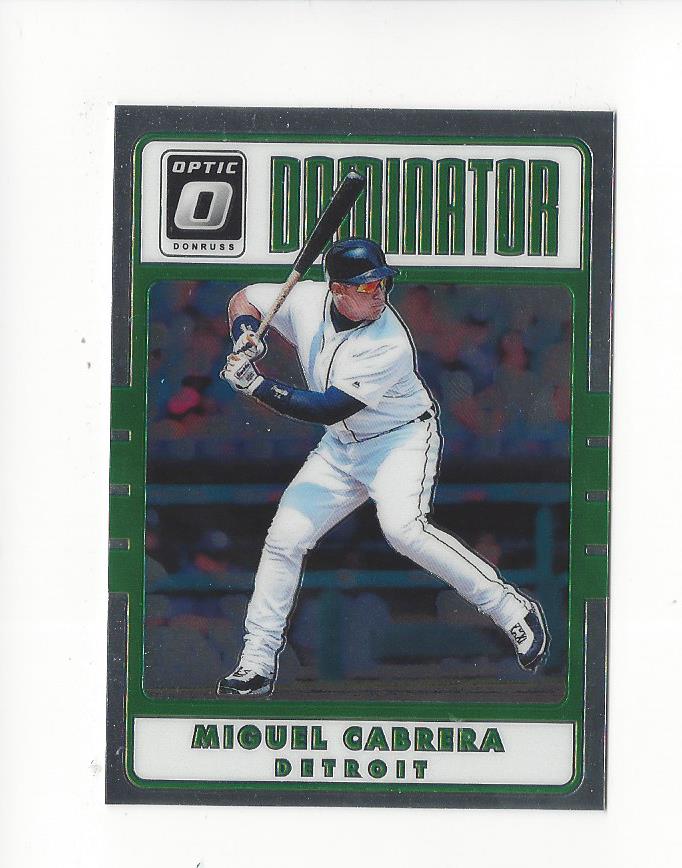 OPTIC
O
DONRUSS
DOMINATOR
MIGUEL CABRERA
DETROIT